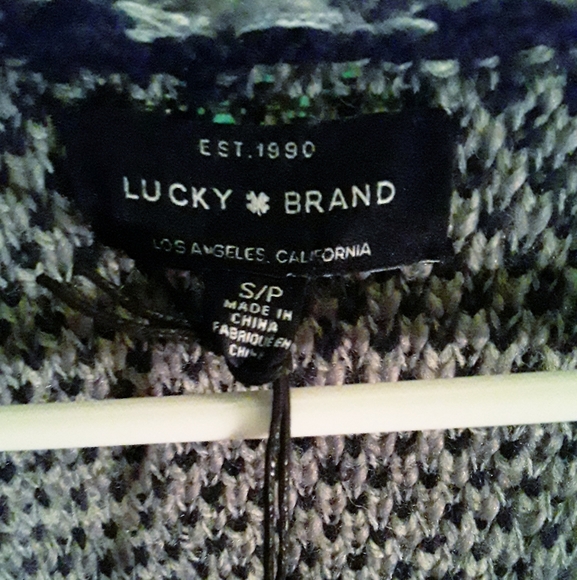 EST.1990
LUCKY BRAND
LOS ANGELES, CALIFORNIA
S/P
MADE IN
CHINA
FABRIQUÉ EN
CHINE